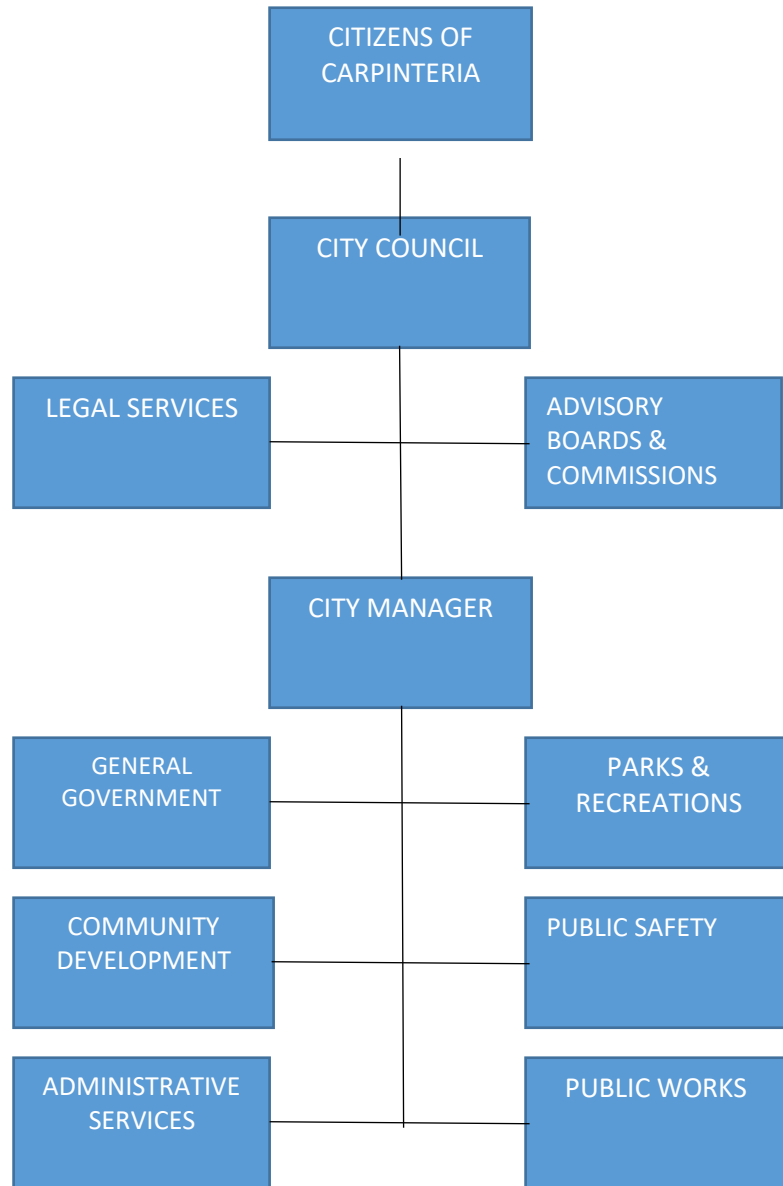 CITIZENS OF
CARPINTERIA
CITY COUNCIL
LEGAL SERVICES
ADVISORY
BOARDS &
COMMISSIONS
CITY MANAGER
GENERAL
GOVERNMENT
PARKS &
RECREATIONS
COMMUNITY
DEVELOPMENT
PUBLIC SAFETY
ADMINISTRATIVE
SERVICES
PUBLIC WORKS